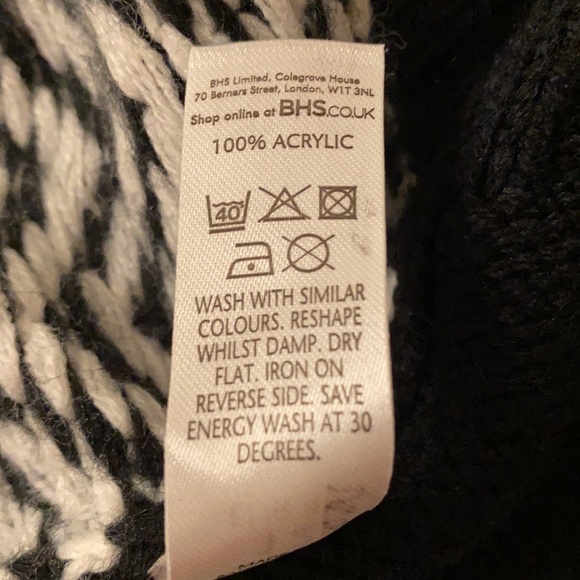 BHS Limited, Colegrave House
70 Berners Street, London, W1T 3NL
Shop online at BHS.CO.UK
100% ACRYLIC
40
WASH WITH SIMILAR
COLOURS. RESHAPE
WHILST DAMP. DRY
FLAT. IRON ON
REVERSE SIDE. SAVE
ENERGY WASH AT 30
DEGREES.